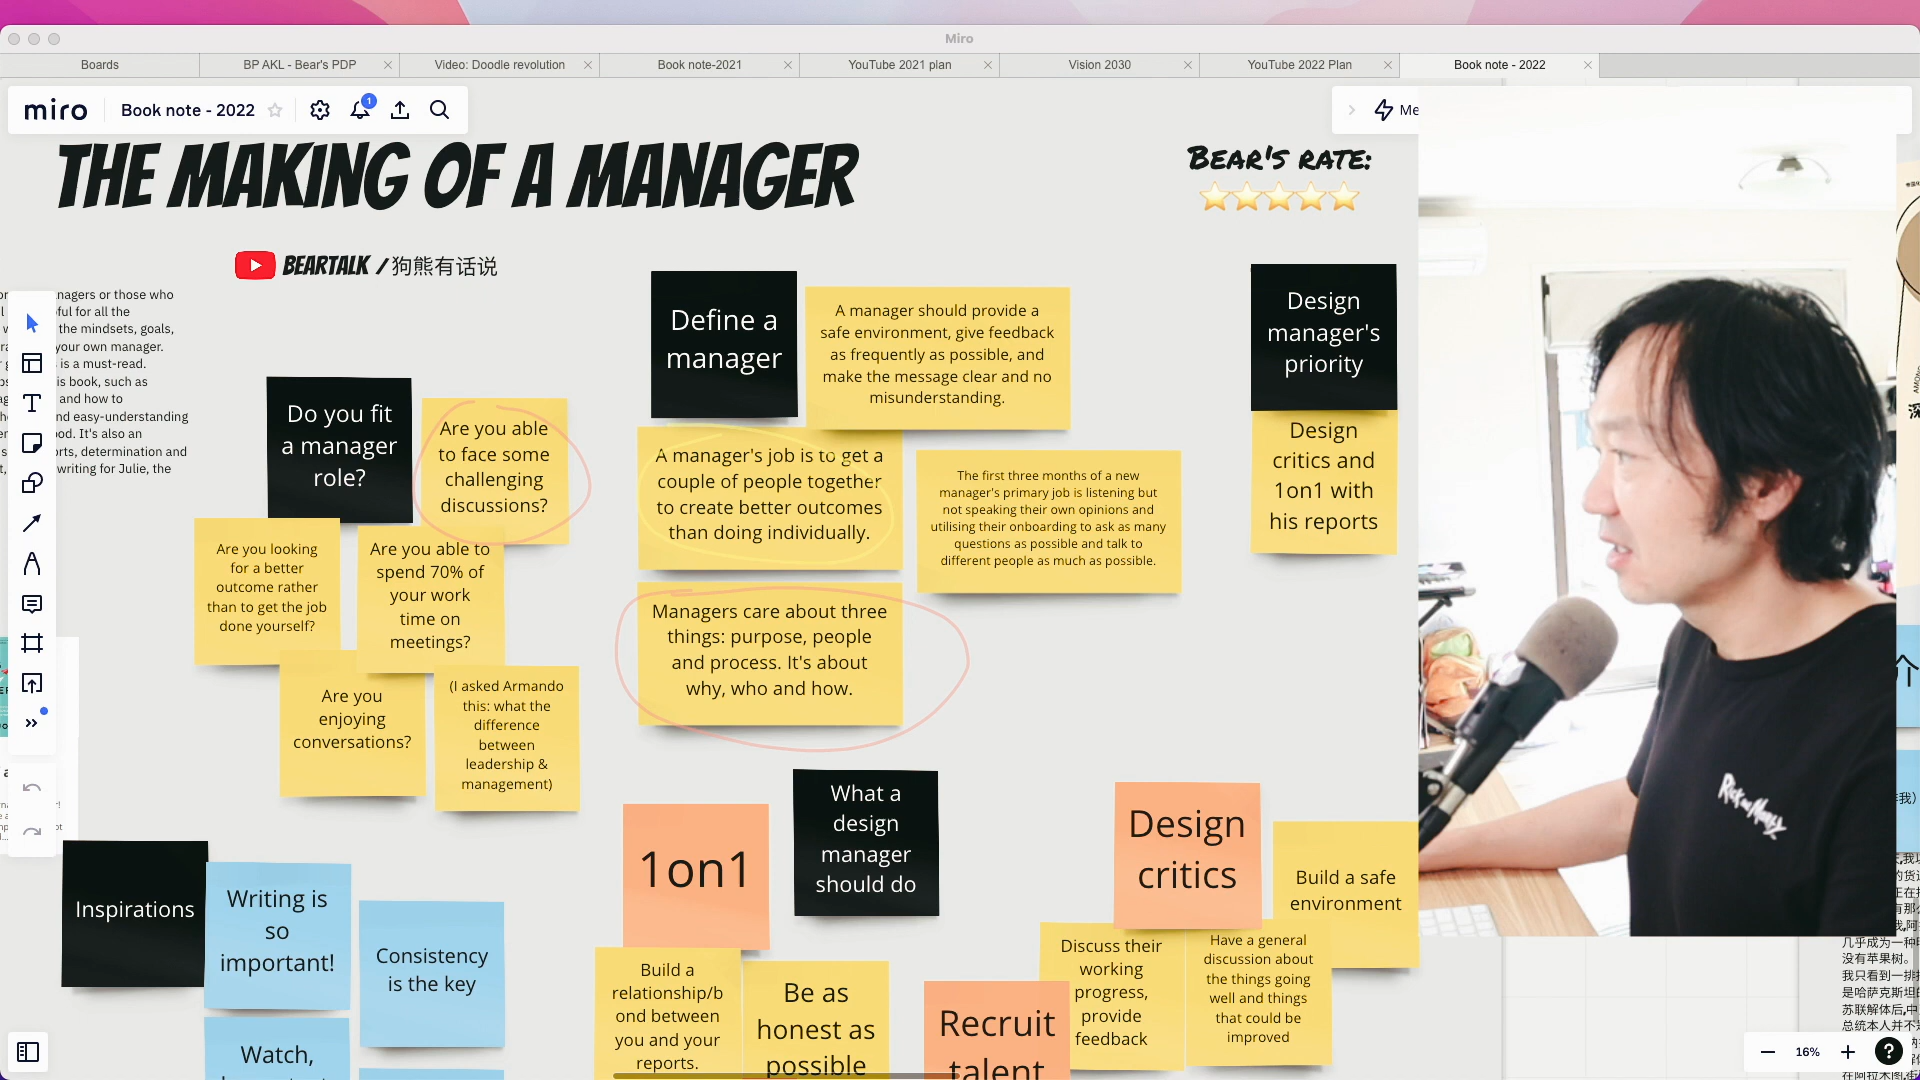 Miro
Boards
BP AKL - Bear's PDP
Video: Doodle revolution
Book note-2021
YouTube 2021 plan
Vision 2030
YouTube 2022 Plan
Book note - 2022
miro
Book note - 2022
1
Me
THE MAKING OF A MANAGER
BEAR'S RATE:
BEARTALK / 狗熊有话说
nagers or those who
ful for all the
the mindsets, goals,
your own manager.
is a must-read.
is book, such as
and how to
nd easy-understanding
ood. It's also an
orts, determination and
writing for Julie, the
Do you fit
a manager
role?
Are you able
to face some
challenging
discussions?
Are you looking
for a better
outcome rather
than to get the job
done yourself?
Are you able to
spend 70% of
your work
time on
meetings?
Are you
enjoying
conversations?
(I asked Armando
this: what the
difference
between
leadership &
management)
Define a
manager
A manager should provide a
safe environment, give feedback
as frequently as possible, and
make the message clear and no
misunderstanding.
A manager's job is to get a
couple of people together
to create better outcomes
than doing individually.
The first three months of a new
manager's primary job is listening but
not speaking their own opinions and
utilising their onboarding to ask as many
questions as possible and talk to
different people as much as possible.
Managers care about three
things: purpose, people
and process. It's about
why, who and how.
Design
manager's
priority
Design
critics and
1on1 with
his reports
Inspirations
Writing is
so
important!
Consistency
is the key
Watch,
1on1
What a
design
manager
should do
Build a
relationship/b
ond between
you and your
reports.
Be as
honest as
possible
Design
critics
Build a safe
environment
Discuss their
working
progress,
provide
feedback
Have a general
discussion about
the things going
well and things
that could be
improved
Recruit
talent
Rick and Morty
介
几乎成为一种
没有苹果树。
我只看到一排
是哈萨克斯坦
苏联解体后,中
总统本人并不
16%
?